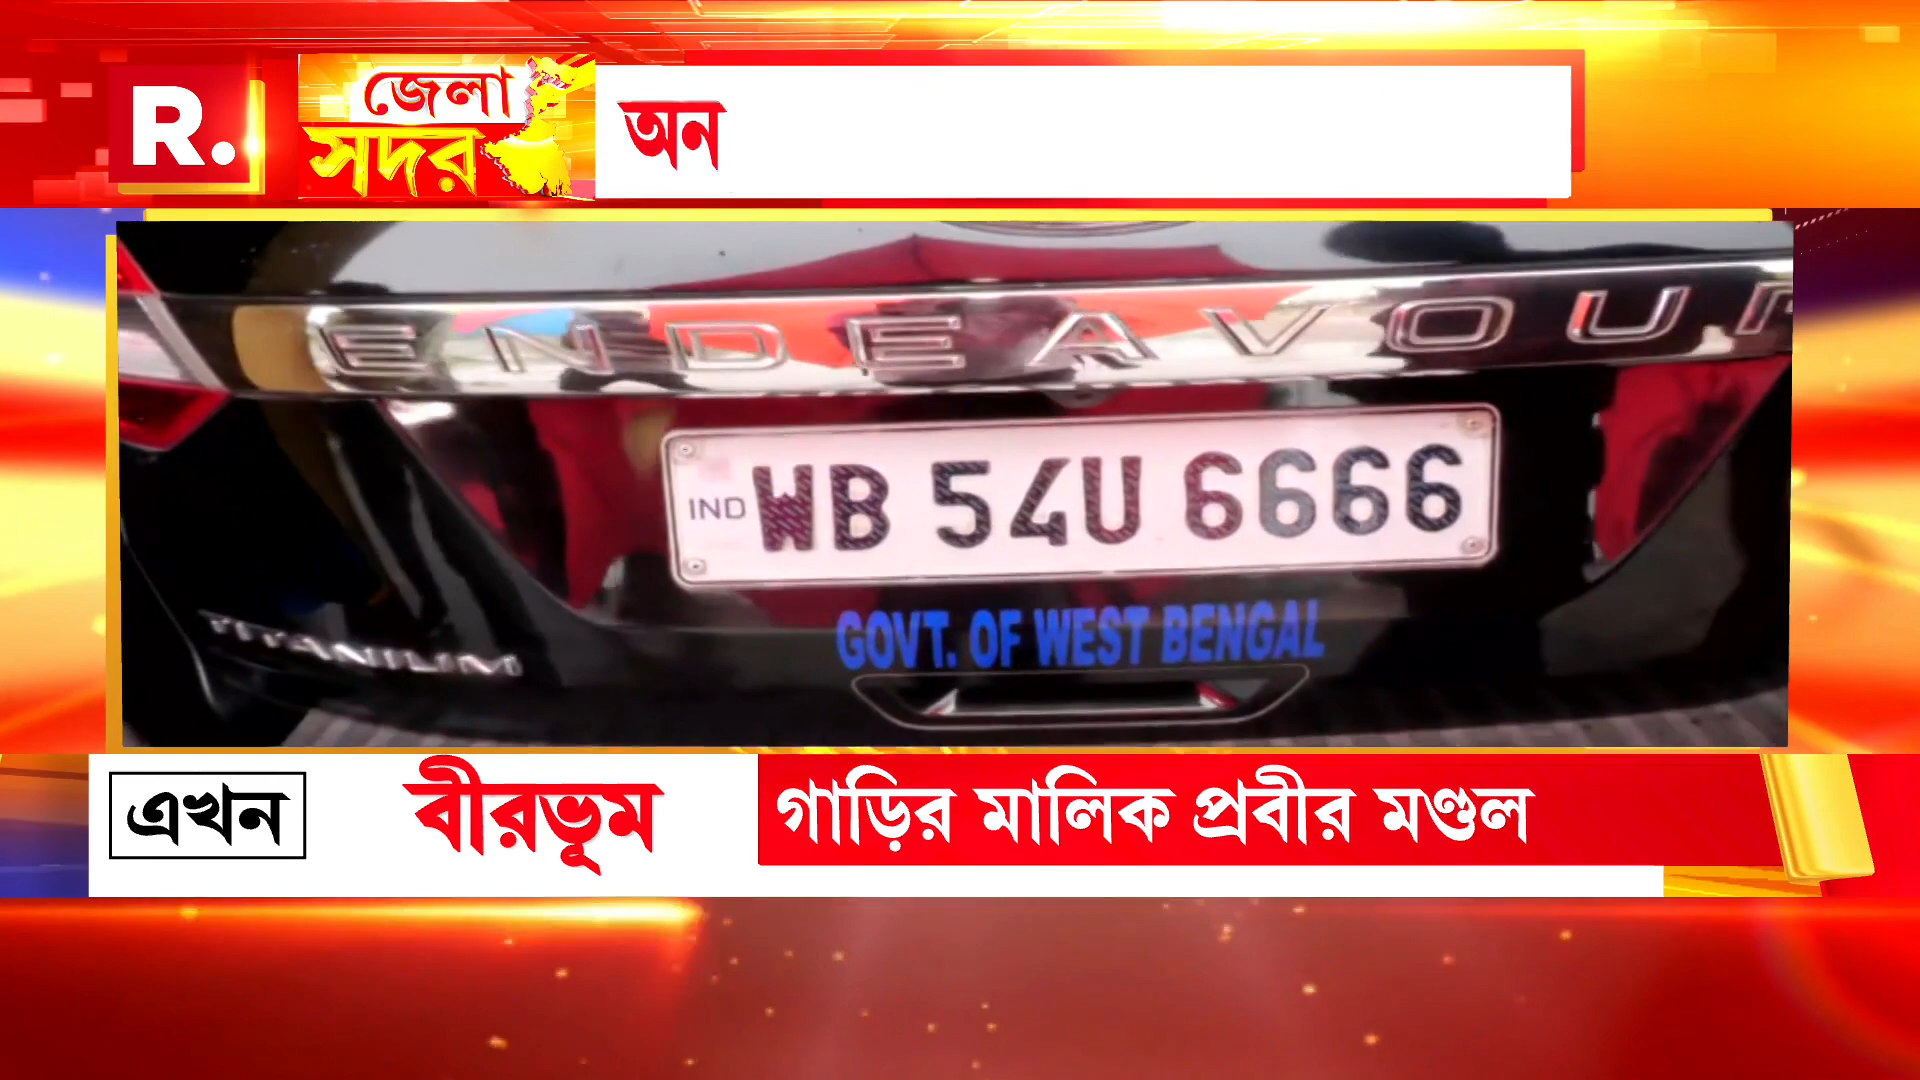 R.
জেলা
সদর
অন
ENDEAVOUR
IND WB 54U 6666
GOVT. OF WEST BENGAL
TITANIUM
এখন
বীরভূম
গাড়ির মালিক প্রবীর মণ্ডল